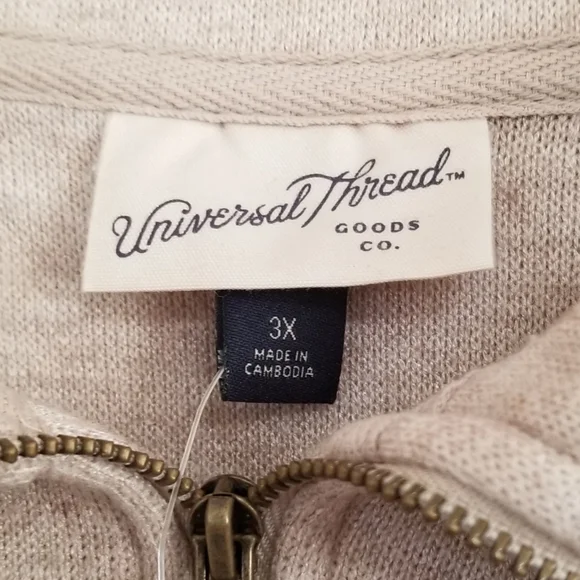 Universal Thread™
GOODS
CO.
3X
MADE IN
CAMBODIA